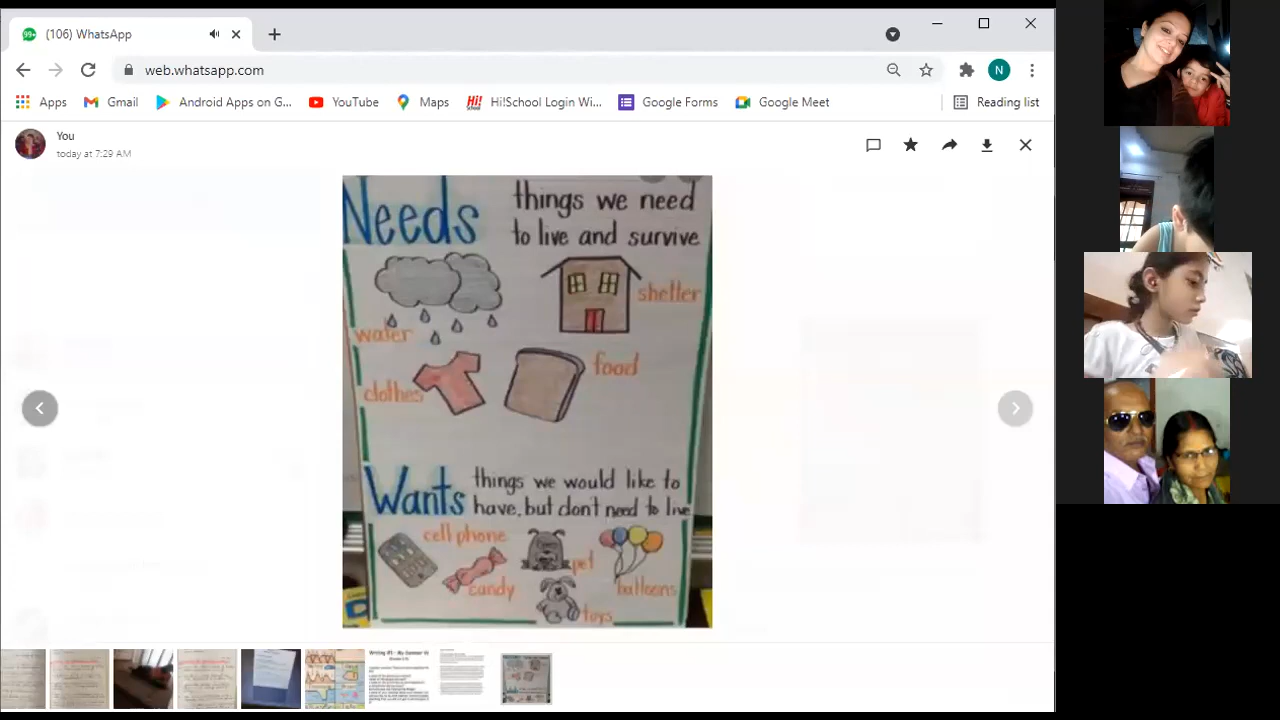 (106) WhatsApp
web.whatsapp.com
N
Apps
Gmail
Android Apps on G...
YouTube
Maps
Hi! Hi!School Login Wi...
Google Forms
Google Meet
Reading list
You
today at 7:29 AM
Needs
things we need
to live and survive
shelter
water
food
clothes
Wants
things we would like to
have, but don't need to live
cell phone
pet
candy
balloons
toys